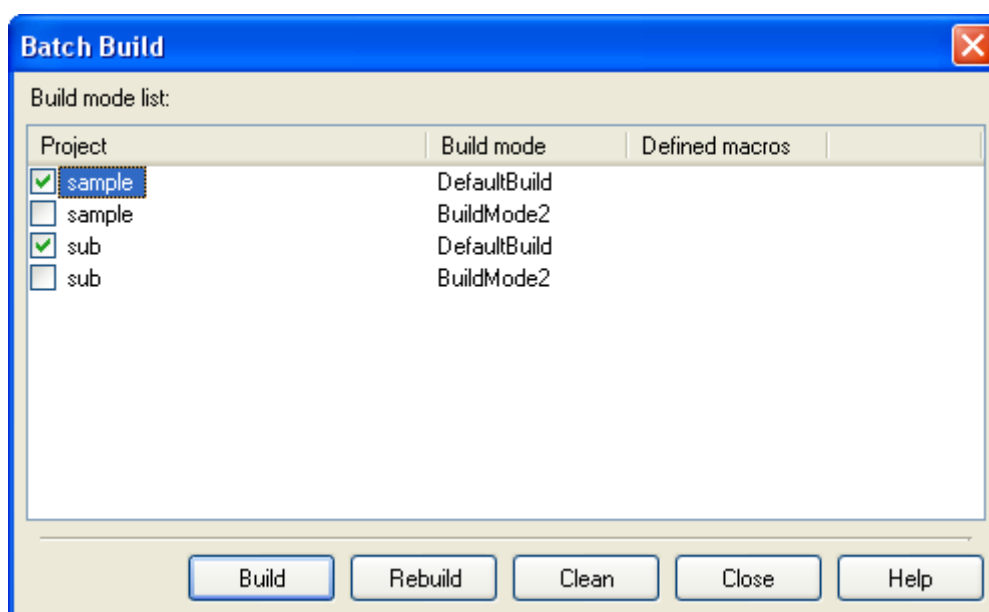 Batch Build
Build mode list:
Project Build mode Defined macros
sample DefaultBuild
sample BuildMode2
sub DefaultBuild
sub BuildMode2
Build Rebuild Clean Close Help